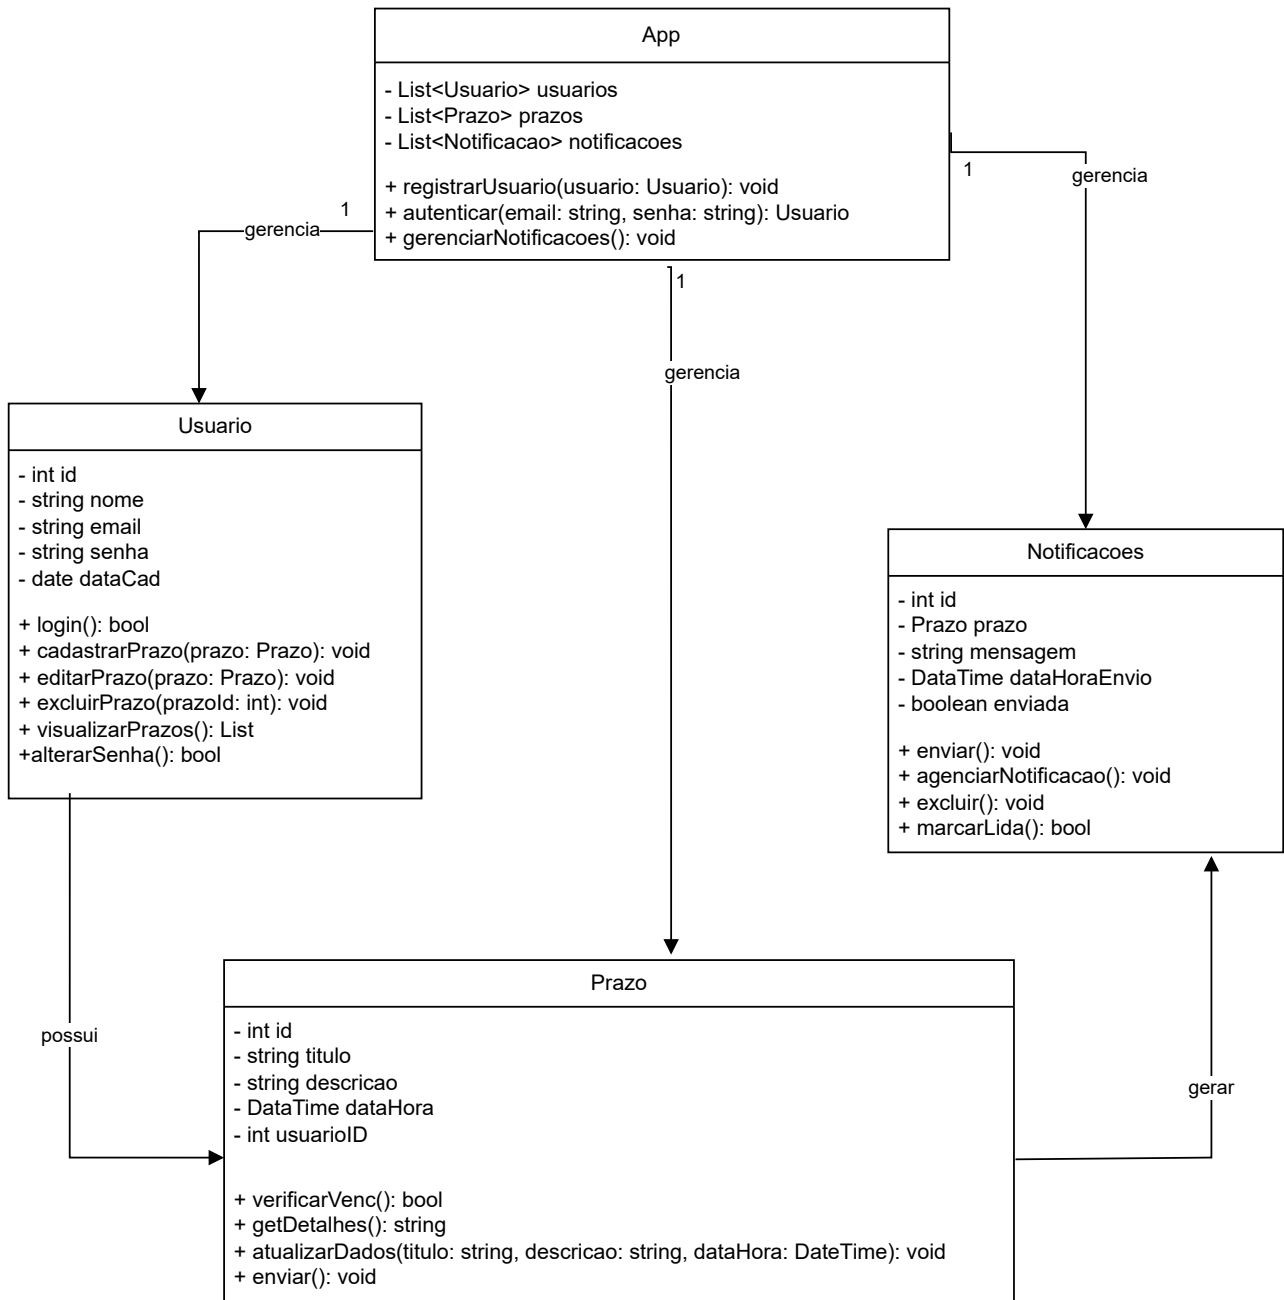 App
- List<Usuario> usuarios
- List<Prazo> prazos
- List<Notificacao> notificacoes
+ registrarUsuario(usuario: Usuario): void
+ autenticar(email: string, senha: string): Usuario
+ gerenciarNotificacoes(): void
1
gerencia
1
gerencia
1
gerencia
Usuario
- int id
- string nome
- string email
- string senha
- date dataCad
+ login(): bool
+ cadastrarPrazo(prazo: Prazo): void
+ editarPrazo(prazo: Prazo): void
+ excluirPrazo(prazoId: int): void
+ visualizarPrazos(): List
+alterarSenha(): bool
Notificacoes
- int id
- Prazo prazo
- string mensagem
- DataTime dataHoraEnvio
- boolean enviada
+ enviar(): void
+ agenciarNotificacao(): void
+ excluir(): void
+ marcarLida(): bool
possui
gerar
Prazo
- int id
- string titulo
- string descricao
- DataTime dataHora
- int usuarioID
+ verificarVenc(): bool
+ getDetalhes(): string
+ atualizarDados(titulo: string, descricao: string, dataHora: DateTime): void
+ enviar(): void